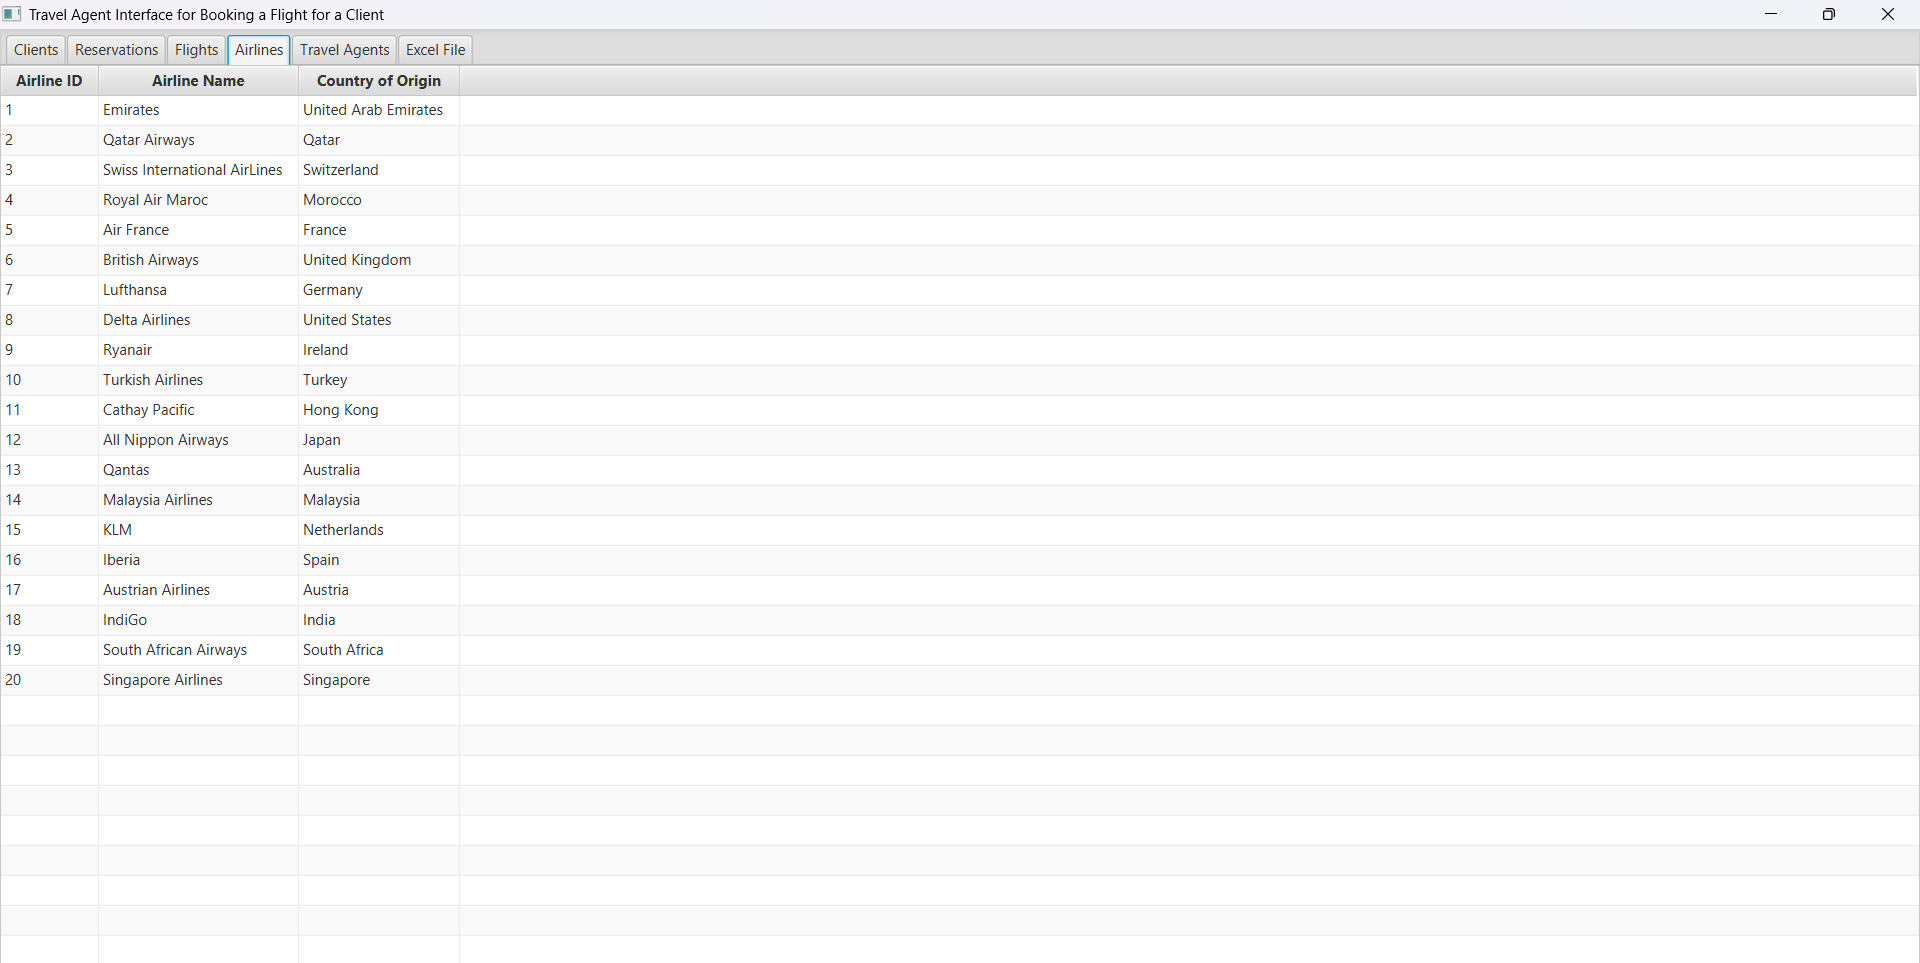 Travel Agent Interface for Booking a Flight for a Client
Clients Reservations Flights Airlines Travel Agents Excel File
Airline ID Airline Name Country of Origin
1 Emirates United Arab Emirates
2 Qatar Airways Qatar
3 Swiss International AirLines Switzerland
4 Royal Air Maroc Morocco
5 Air France France
6 British Airways United Kingdom
7 Lufthansa Germany
8 Delta Airlines United States
9 Ryanair Ireland
10 Turkish Airlines Turkey
11 Cathay Pacific Hong Kong
12 All Nippon Airways Japan
13 Qantas Australia
14 Malaysia Airlines Malaysia
15 KLM Netherlands
16 Iberia Spain
17 Austrian Airlines Austria
18 IndiGo India
19 South African Airways South Africa
20 Singapore Airlines Singapore